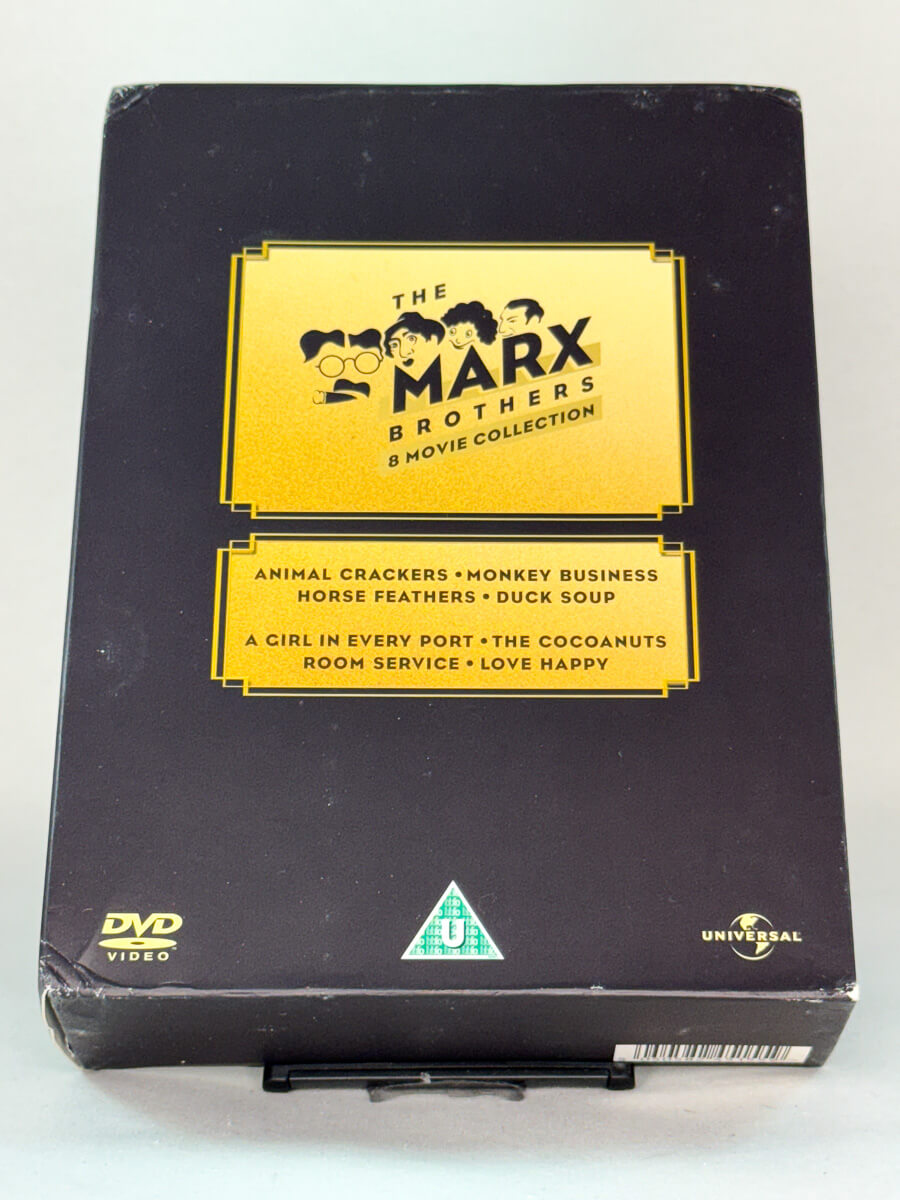 THE
MARX
BROTHERS
8 MOVIE COLLECTION
ANIMAL CRACKERS • MONKEY BUSINESS
HORSE FEATHERS • DUCK SOUP
A GIRL IN EVERY PORT • THE COCOANUTS
ROOM SERVICE • LOVE HAPPY
DVD
VIDEO
U
UNIVERSAL